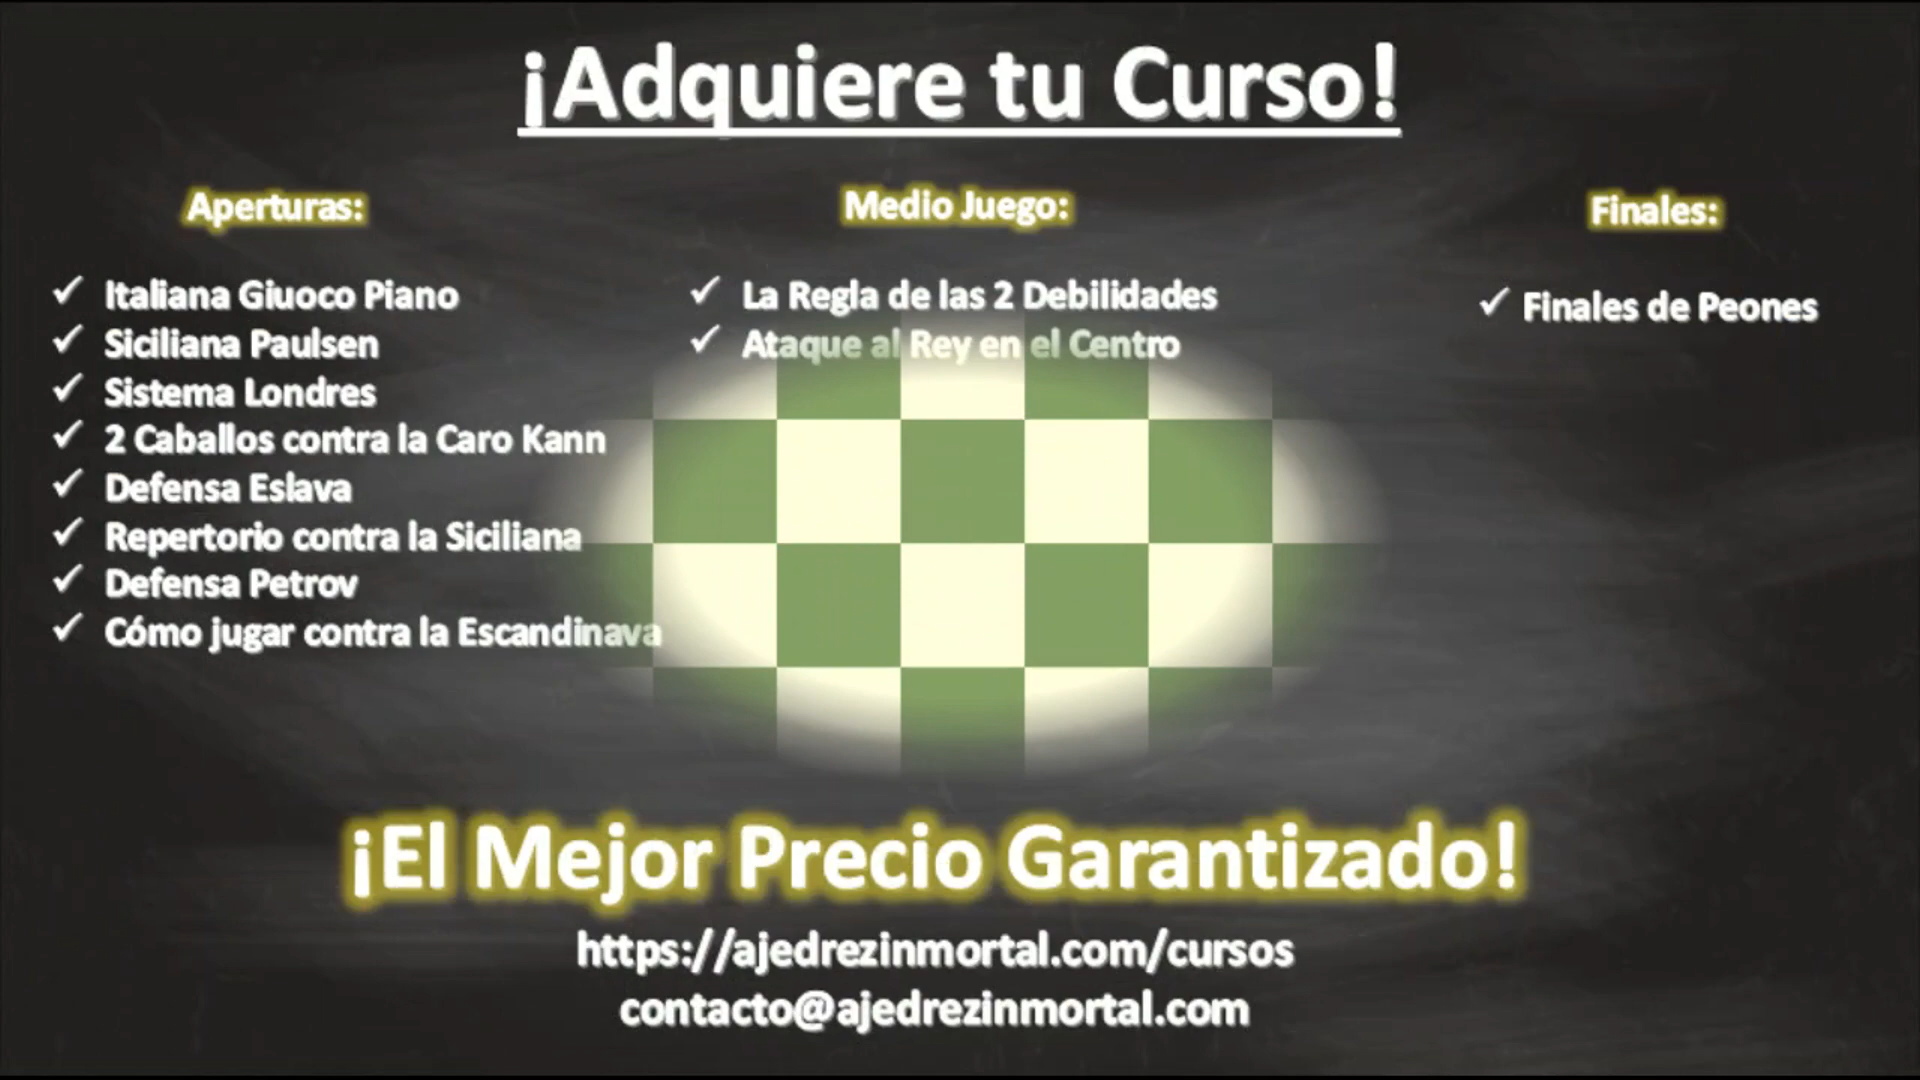 ¡Adquiere tu Curso!
Aperturas:
Italiana Giuoco Piano
Siciliana Paulsen
Sistema Londres
2 Caballos contra la Caro Kann
Defensa Eslava
Repertorio contra la Siciliana
Defensa Petrov
Cómo jugar contra la Escandinava
Medio Juego:
La Regla de las 2 Debilidades
Ataque al Rey en el Centro
Finales:
Finales de Peones
¡El Mejor Precio Garantizado!
https://ajedrezinmortal.com/cursos
contacto@ajedrezinmortal.com